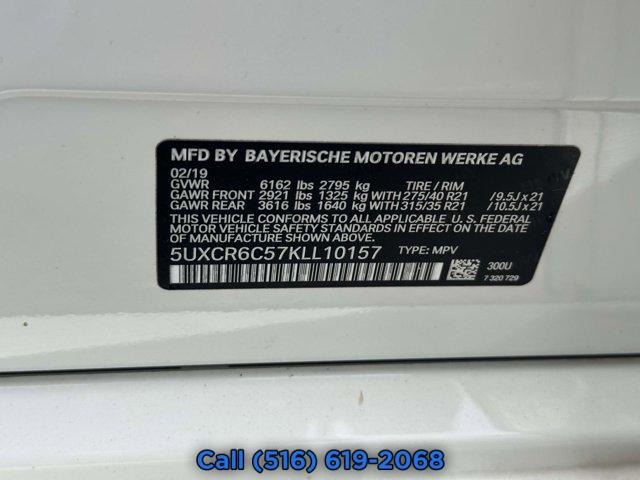 MFD BY BAYERISCHE MOTOREN WERKE AG
02/19
GVWR 6162 lbs 2795 kg TIRE / RIM
GAWR FRONT 2921 lbs 1325 kg WITH 275/40 R21 / 9.5J x 21
GAWR REAR 3616 lbs 1640 kg WITH 315/35 R21 / 10.5J x 21
THIS VEHICLE CONFORMS TO ALL APPLICABLE U. S. FEDERAL
MOTOR VEHICLE SAFETY STANDARDS IN EFFECT ON THE DATE
OF MANUFACTURE SHOWN ABOVE.
5UXCR6C57KLL10157 TYPE: MPV
300U
7 320 729
Call (516) 619-2068